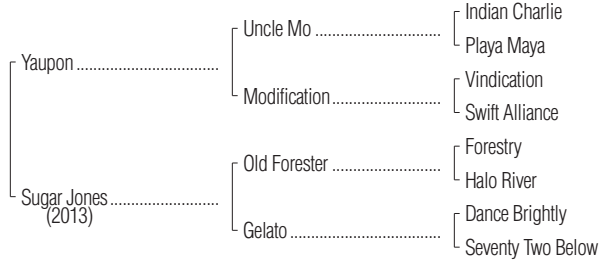 Indian Charlie
Uncle Mo
Playa Maya
Yaupon
Vindication
Modification
Swift Alliance
Forestry
Old Forester
Halo River
Sugar Jones
(2013)
Dance Brightly
Gelato
Seventy Two Below